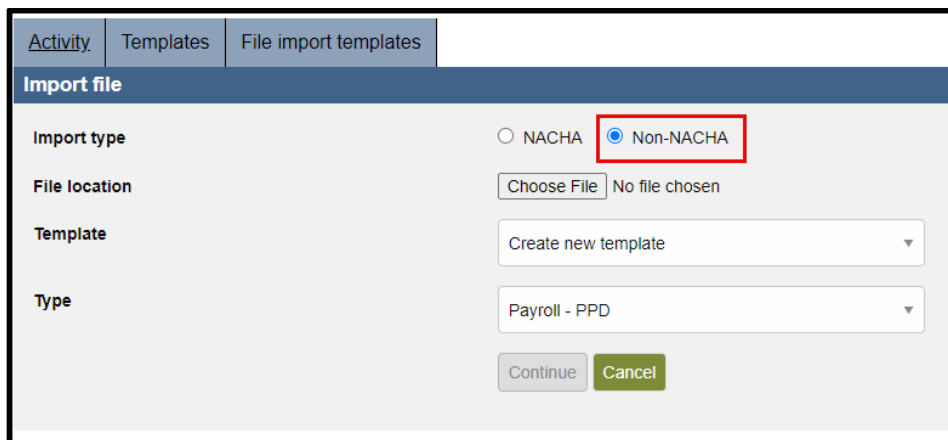 Activity Templates File import templates
Import file
Import type NACHA Non-NACHA
File location Choose File No file chosen
Template Create new template
Type Payroll - PPD
Continue Cancel